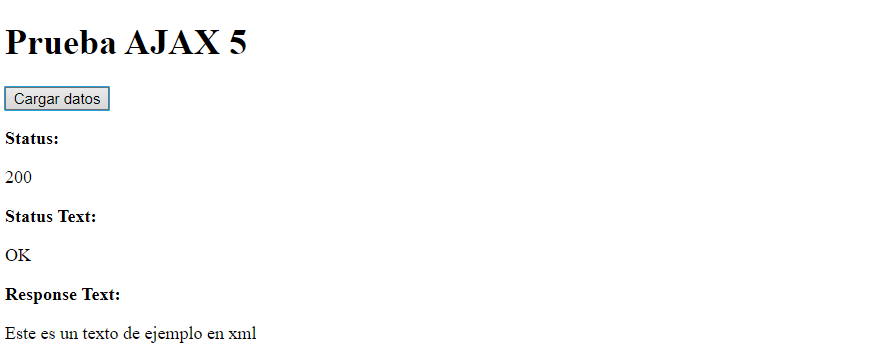 Prueba AJAX 5
Cargar datos
Status:
200
Status Text:
OK
Response Text:
Este es un texto de ejemplo en xml